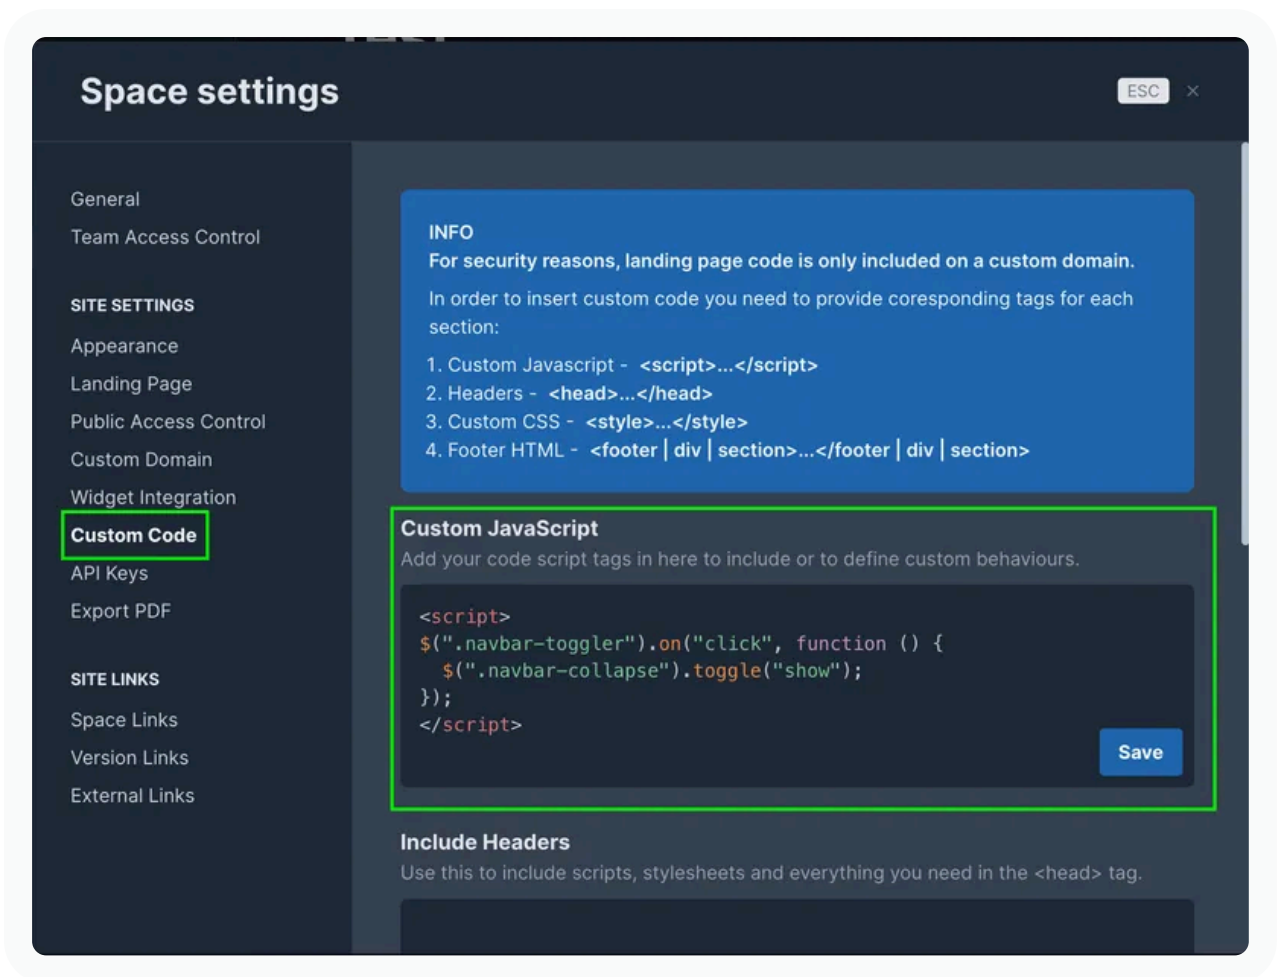 Space settings
ESC ×
General
Team Access Control
SITE SETTINGS
Appearance
Landing Page
Public Access Control
Custom Domain
Widget Integration
Custom Code
API Keys
Export PDF
SITE LINKS
Space Links
Version Links
External Links
INFO
For security reasons, landing page code is only included on a custom domain.
In order to insert custom code you need to provide coresponding tags for each
section:
1. Custom Javascript - <script>...</script>
2. Headers - <head>...</head>
3. Custom CSS - <style>...</style>
4. Footer HTML - <footer | div | section>...</footer | div | section>
Custom JavaScript
Add your code script tags in here to include or to define custom behaviours.
<script>
$(".navbar-toggler").on("click", function () {
  $(".navbar-collapse").toggle("show");
});
</script>
Save
Include Headers
Use this to include scripts, stylesheets and everything you need in the <head> tag.